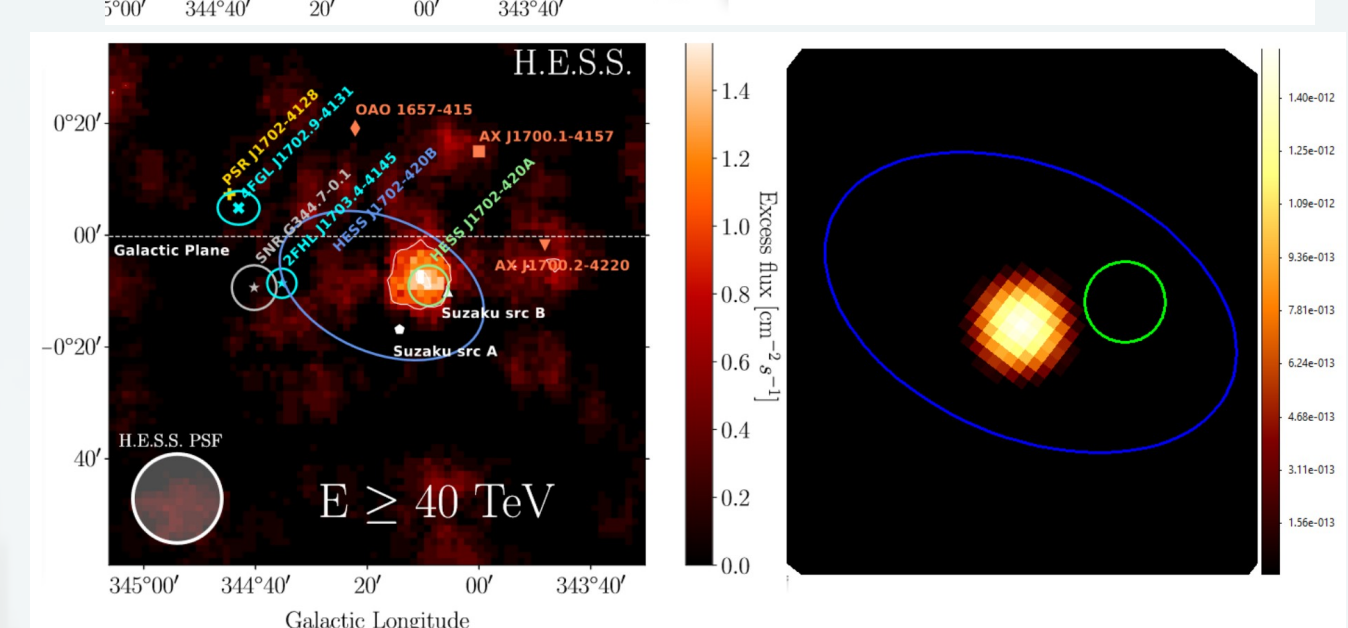 5°00′ 344°40′ 20′ 00′ 343°40′
H.E.S.S.
0°20′
00′
−0°20′
40′
PSR J1702-4128
4FGL J1702.9-4131
OAO 1657-415
AX J1700.1-4157
SNR G344.7-0.1
2FHL J1703.4-4145
HESS J1702-420B
HESS J1702-420A
Galactic Plane
AX J1700.2-4220
Suzaku src B
Suzaku src A
H.E.S.S. PSF
E ≥ 40 TeV
345°00′ 344°40′ 20′ 00′ 343°40′
Galactic Longitude
1.4
1.2
1.0
0.8
0.6
0.4
0.2
0.0
Excess flux [cm⁻² s⁻¹]
1.40e-012
1.25e-012
1.09e-012
9.36e-013
7.81e-013
6.24e-013
4.68e-013
3.11e-013
1.56e-013